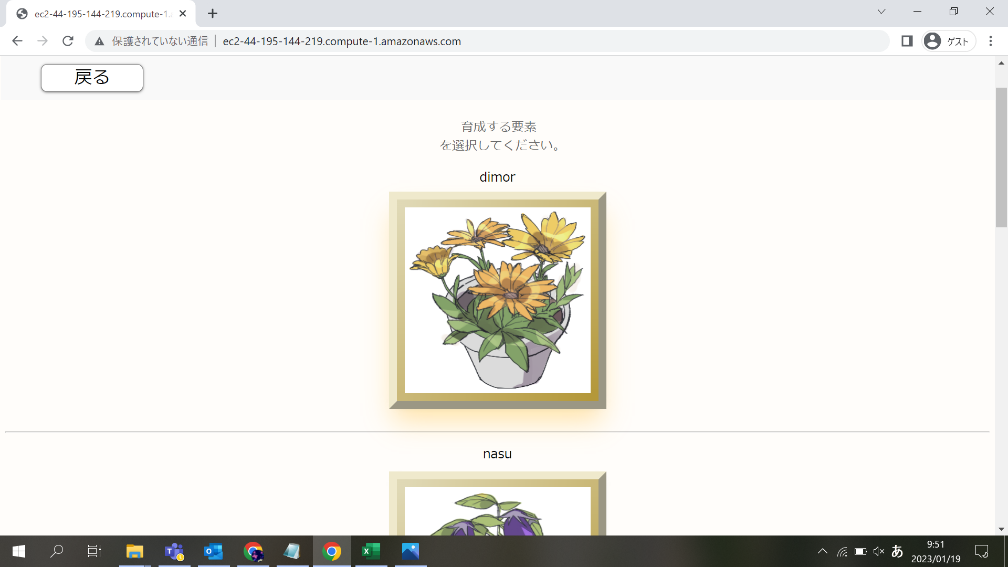 ec2-44-195-144-219.compute-1.
保護されていない通信 | ec2-44-195-144-219.compute-1.amazonaws.com
ゲスト
戻る
育成する要素
を選択してください。
dimor
nasu
あ
9:51
2023/01/19